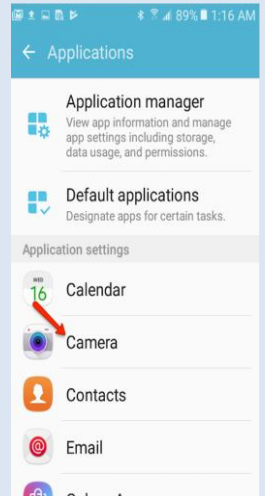 89% 1:16 AM
Applications
Application manager
View app information and manage
app settings including storage,
data usage, and permissions.
Default applications
Designate apps for certain tasks.
Application settings
WED
16
Calendar
Camera
Contacts
@
Email